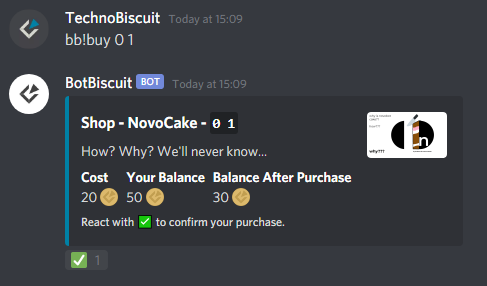 TechnoBiscuit Today at 15:09
bb!buy 0 1
BotBiscuit BOT Today at 15:09
Shop - NovoCake - 0 1
How? Why? We'll never know...
Cost Your Balance Balance After Purchase
20 50 30
React with ✅ to confirm your purchase.
✅ 1
why???